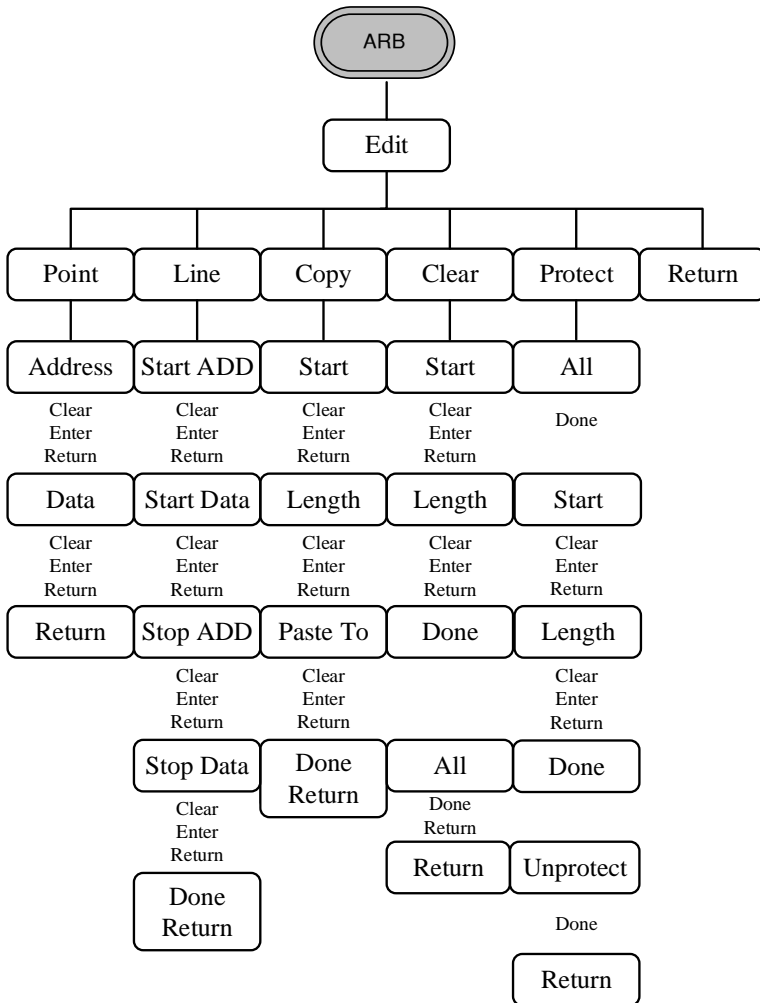 ARB
Edit
Point
Line
Copy
Clear
Protect
Return
Address
Clear
Enter
Return
Data
Clear
Enter
Return
Return
Start ADD
Clear
Enter
Return
Start Data
Clear
Enter
Return
Stop ADD
Clear
Enter
Return
Stop Data
Clear
Enter
Return
Done
Return
Start
Clear
Enter
Return
Length
Clear
Enter
Return
Paste To
Clear
Enter
Return
Done
Return
Start
Clear
Enter
Return
Length
Clear
Enter
Return
Done
All
Done
Return
Return
All
Done
Start
Clear
Enter
Return
Length
Clear
Enter
Return
Done
Unprotect
Done
Return